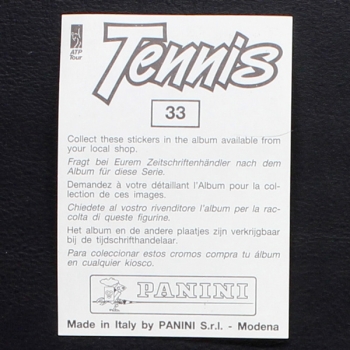 ATP
Tour
Tennis
33
Collect these stickers in the album available from
your local shop.
Fragt bei Eurem Zeitschriftenhändler nach dem
Album für diese Serie.
Demandez à votre détaillant l'Album pour la col-
lection de ces images.
Chiedete al vostro rivenditore l'album per la rac-
colta di queste figurine.
Het album en de andere plaatjes zijn verkrijgbaar
bij de tijdschrifthandelaar.
Para coleccionar estos cromos compra tu álbum
en cualquier kiosco.
PANINI
Made in Italy by PANINI S.r.l. - Modena